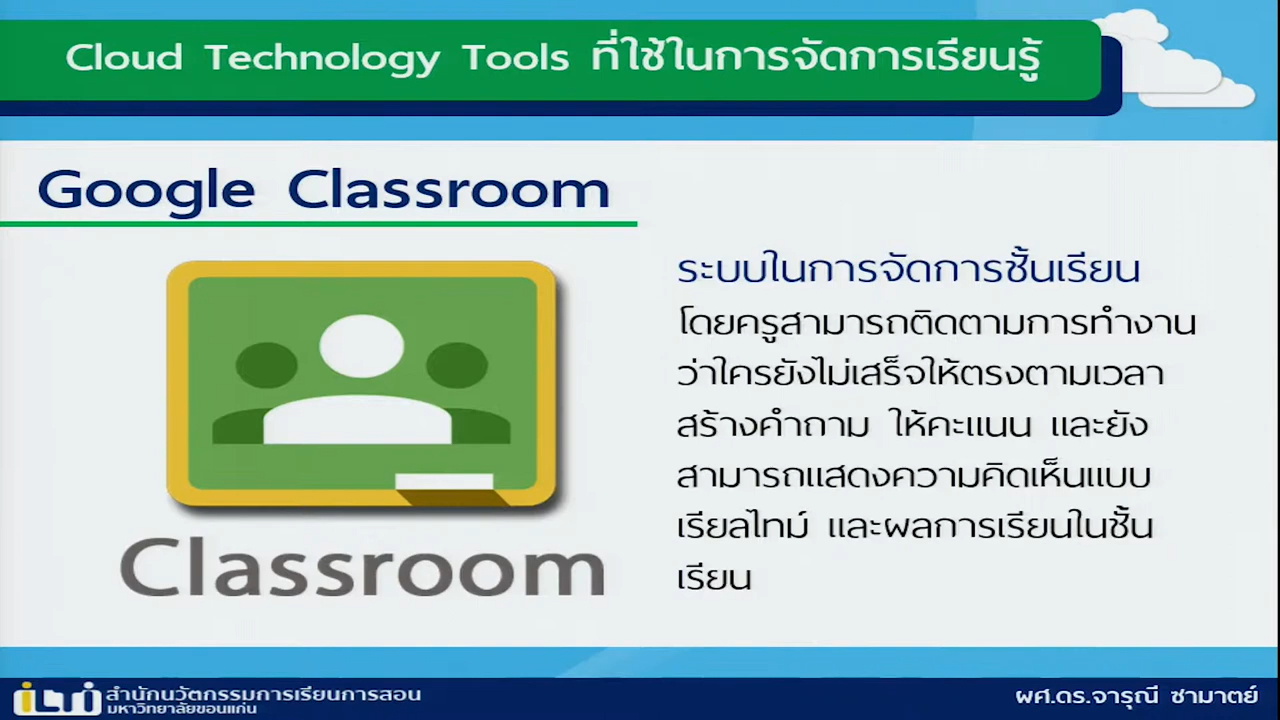 Cloud Technology Tools ที่ใช้ในการจัดการเรียนรู้
Google Classroom
ระบบในการจัดการชั้นเรียน
โดยครูสามารถติดตามการทำงาน
ว่าใครยังไม่เสร็จให้ตรงตามเวลา
สร้างคำถาม ให้คะแนน และยัง
สามารถแสดงความคิดเห็นแบบ
เรียลไทม์ และผลการเรียนในชั้น
เรียน
Classroom
สำนักนวัตกรรมการเรียนการสอน
มหาวิทยาลัยขอนแก่น
ผศ.ดร.จารุณี ซามาตย์